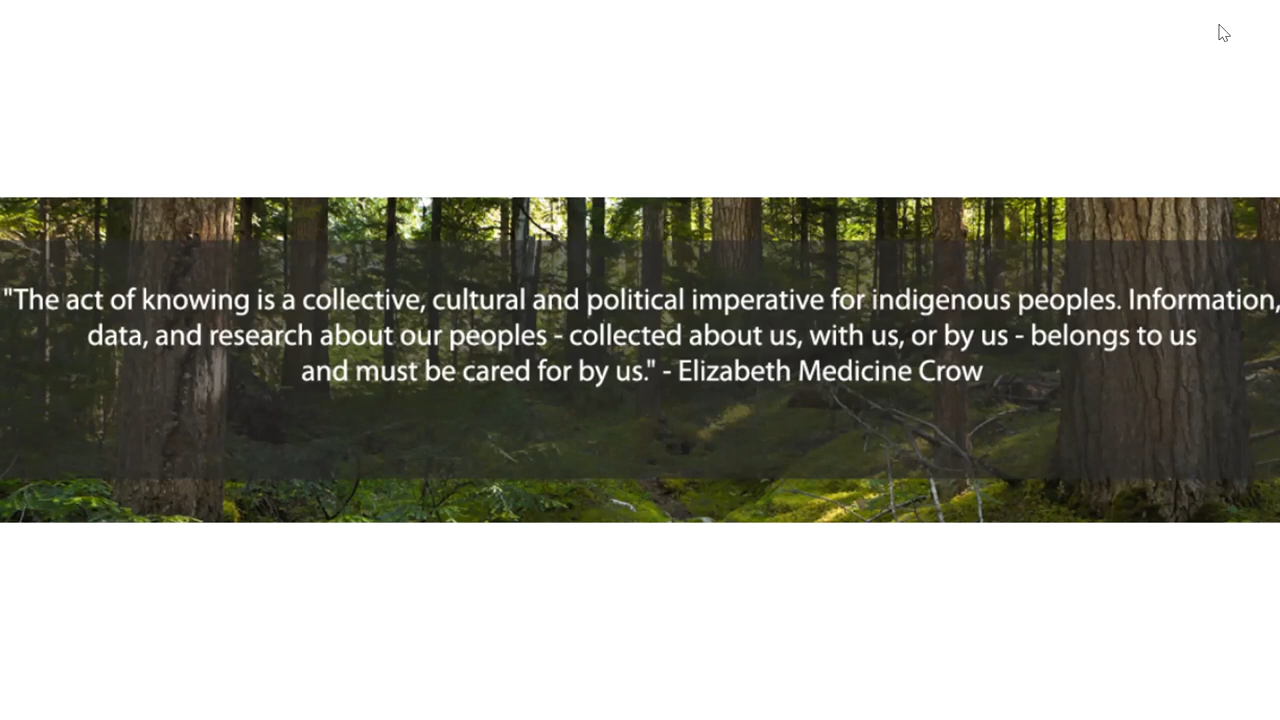 "The act of knowing is a collective, cultural and political imperative for indigenous peoples. Information,
data, and research about our peoples - collected about us, with us, or by us - belongs to us
and must be cared for by us." - Elizabeth Medicine Crow